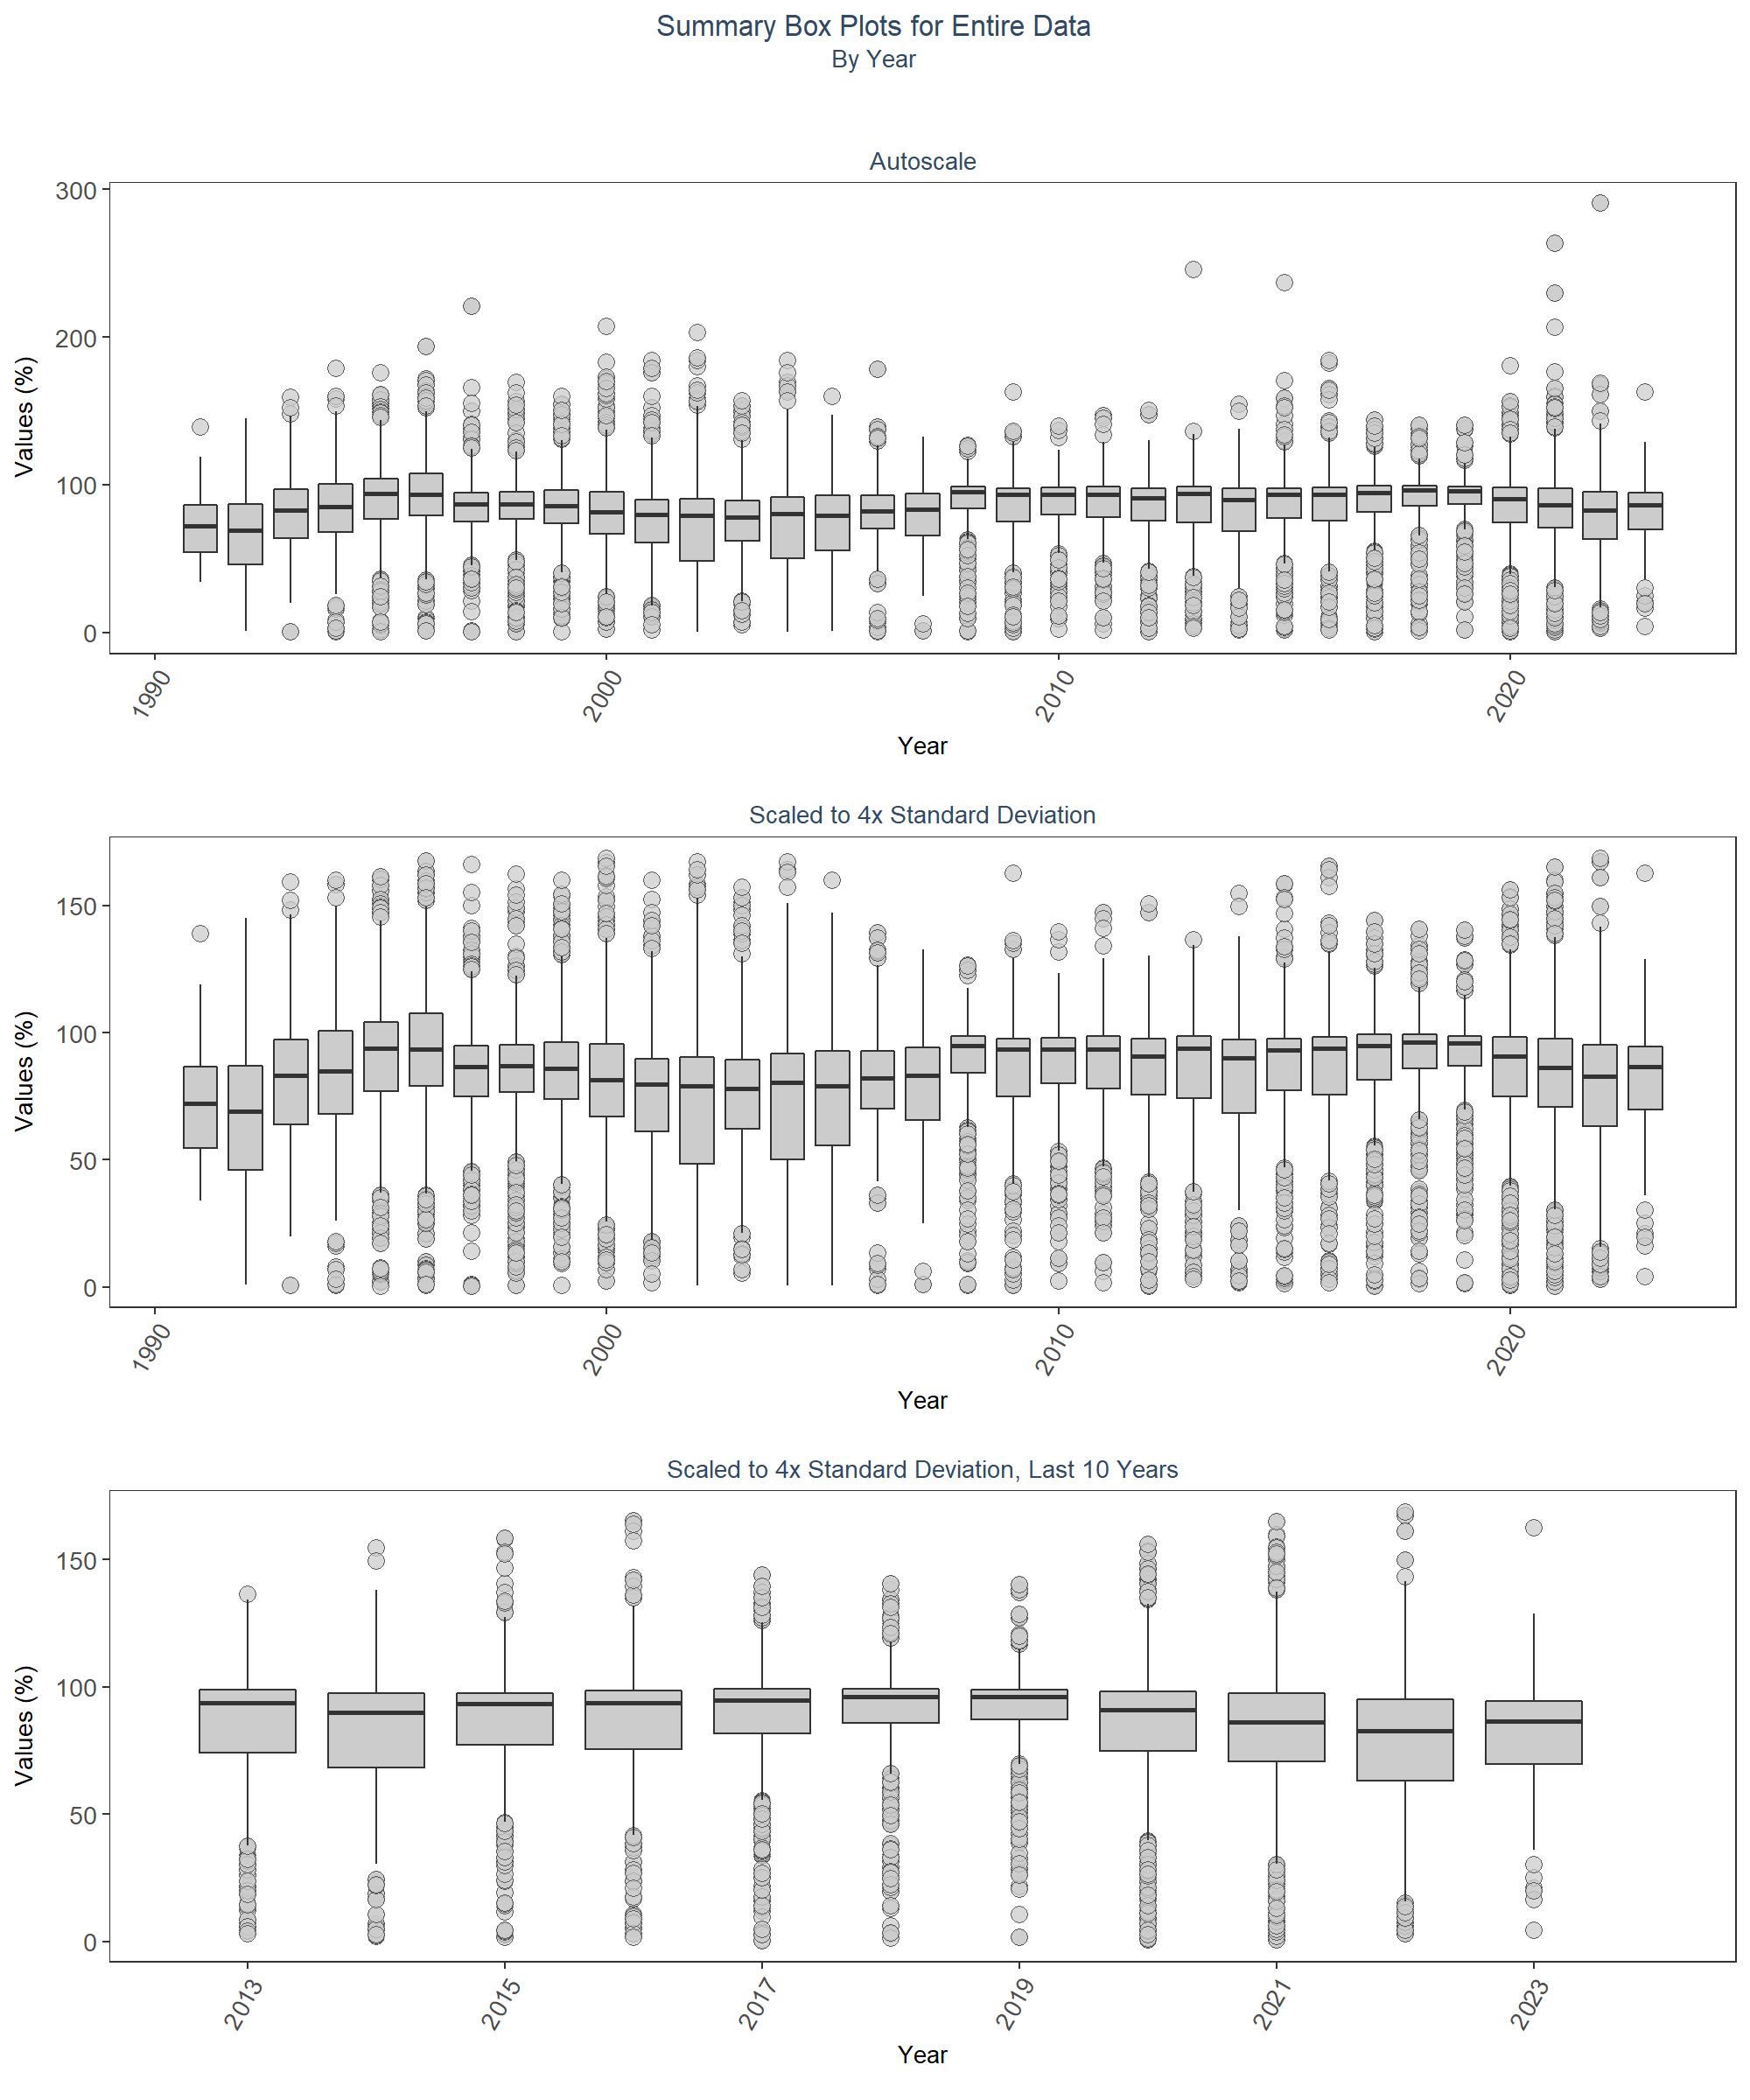 Summary Box Plots for Entire Data
By Year
Autoscale
Values (%)
300
200
100
0
1990
2000
2010
2020
Year
Scaled to 4x Standard Deviation
Values (%)
150
100
50
0
1990
2000
2010
2020
Year
Scaled to 4x Standard Deviation, Last 10 Years
Values (%)
150
100
50
0
2013
2015
2017
2019
2021
2023
Year